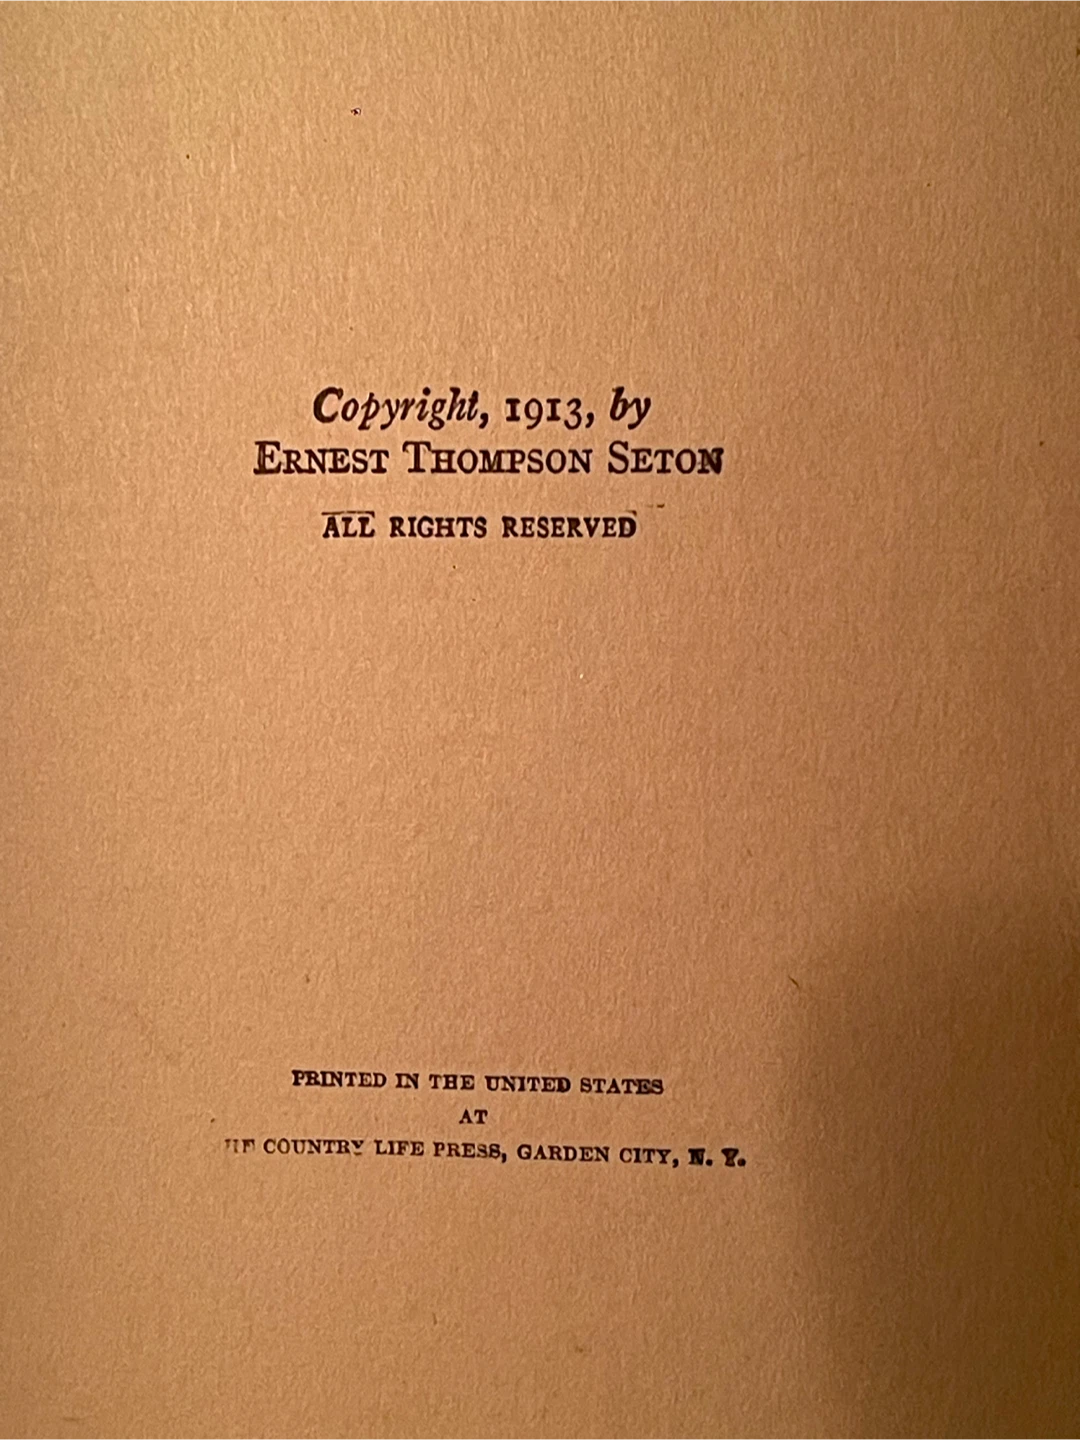 Copyright, 1913, by
ERNEST THOMPSON SETON
ALL RIGHTS RESERVED
PRINTED IN THE UNITED STATES
AT
COUNTRY LIFE PRESS, GARDEN CITY, N. Y.